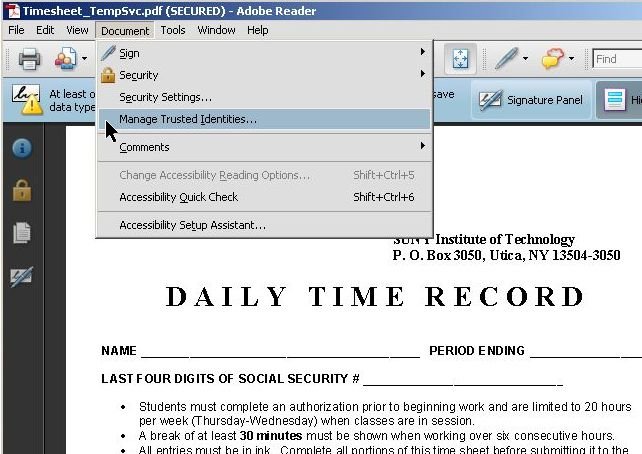 Timesheet_TempSvc.pdf (SECURED) - Adobe Reader
File Edit View Document Tools Window Help
Sign
Security
Security Settings...
Manage Trusted Identities...
Comments
Change Accessibility Reading Options... Shift+Ctrl+5
Accessibility Quick Check Shift+Ctrl+6
Accessibility Setup Assistant...
Find
At least o
data type
save
Signature Panel
Hi
SUNY Institute of Technology
P. O. Box 3050, Utica, NY 13504-3050
DAILY TIME RECORD
NAME PERIOD ENDING
LAST FOUR DIGITS OF SOCIAL SECURITY #
• Students must complete an authorization prior to beginning work and are limited to 20 hours
per week (Thursday-Wednesday) when classes are in session.
• A break of at least 30 minutes must be shown when working over six consecutive hours.
• All entries must be in ink. Complete all portions of this time sheet before submitting it to the